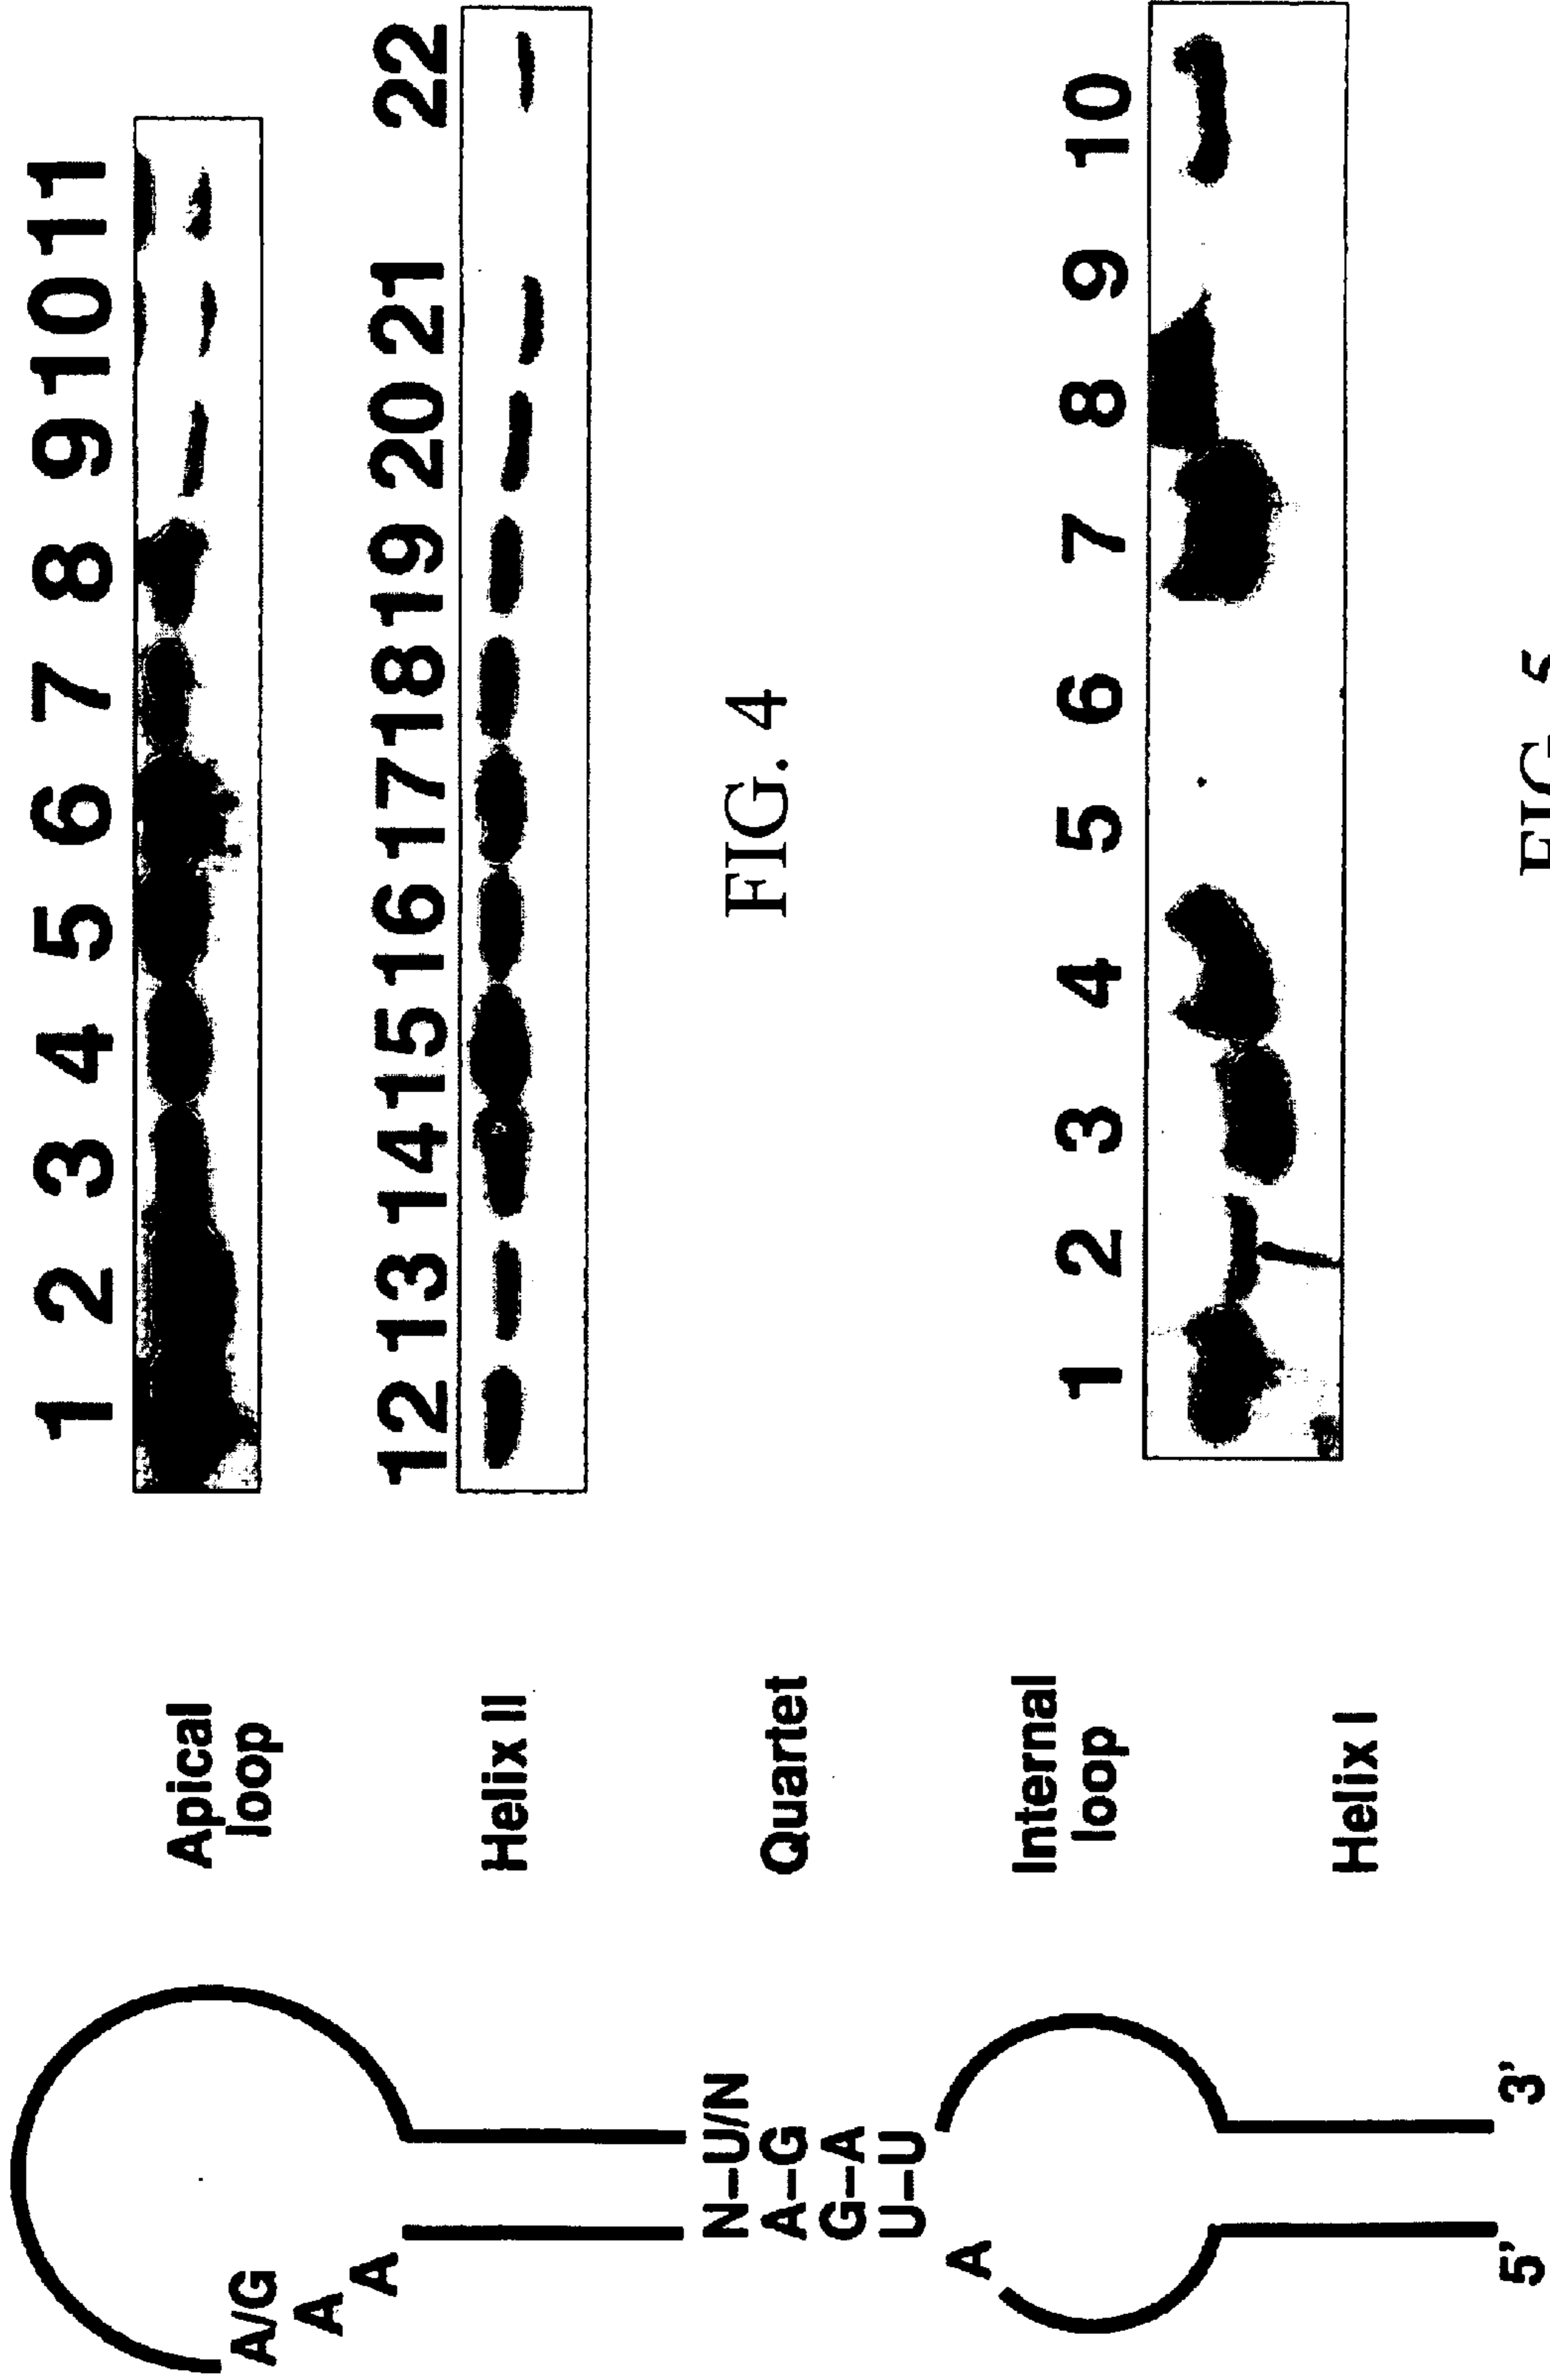 1 2 3 4 5 6 7 8 9 10 11
12 13 14 15 16 17 18 19 20 21 22
FIG. 4
1 2 3 4 5 6 7 8 9 10
FIG. 5
Apical
loop
Helix II
Quartet
Internal
loop
Helix I
A/G
A
A
N–U/N
A–G
G–A
U–U
A
5' 3'